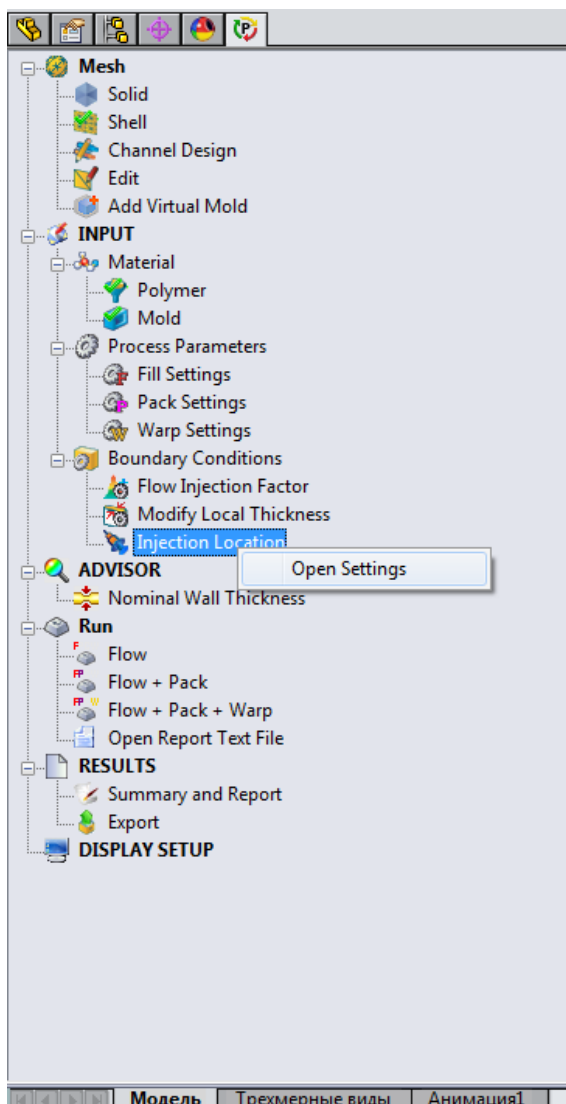 Mesh
Solid
Shell
Channel Design
Edit
Add Virtual Mold
INPUT
Material
Polymer
Mold
Process Parameters
Fill Settings
Pack Settings
Warp Settings
Boundary Conditions
Flow Injection Factor
Modify Local Thickness
Injection Location
Open Settings
ADVISOR
Nominal Wall Thickness
Run
Flow
Flow + Pack
Flow + Pack + Warp
Open Report Text File
RESULTS
Summary and Report
Export
DISPLAY SETUP
Модель Трехмерные виды Анимация1